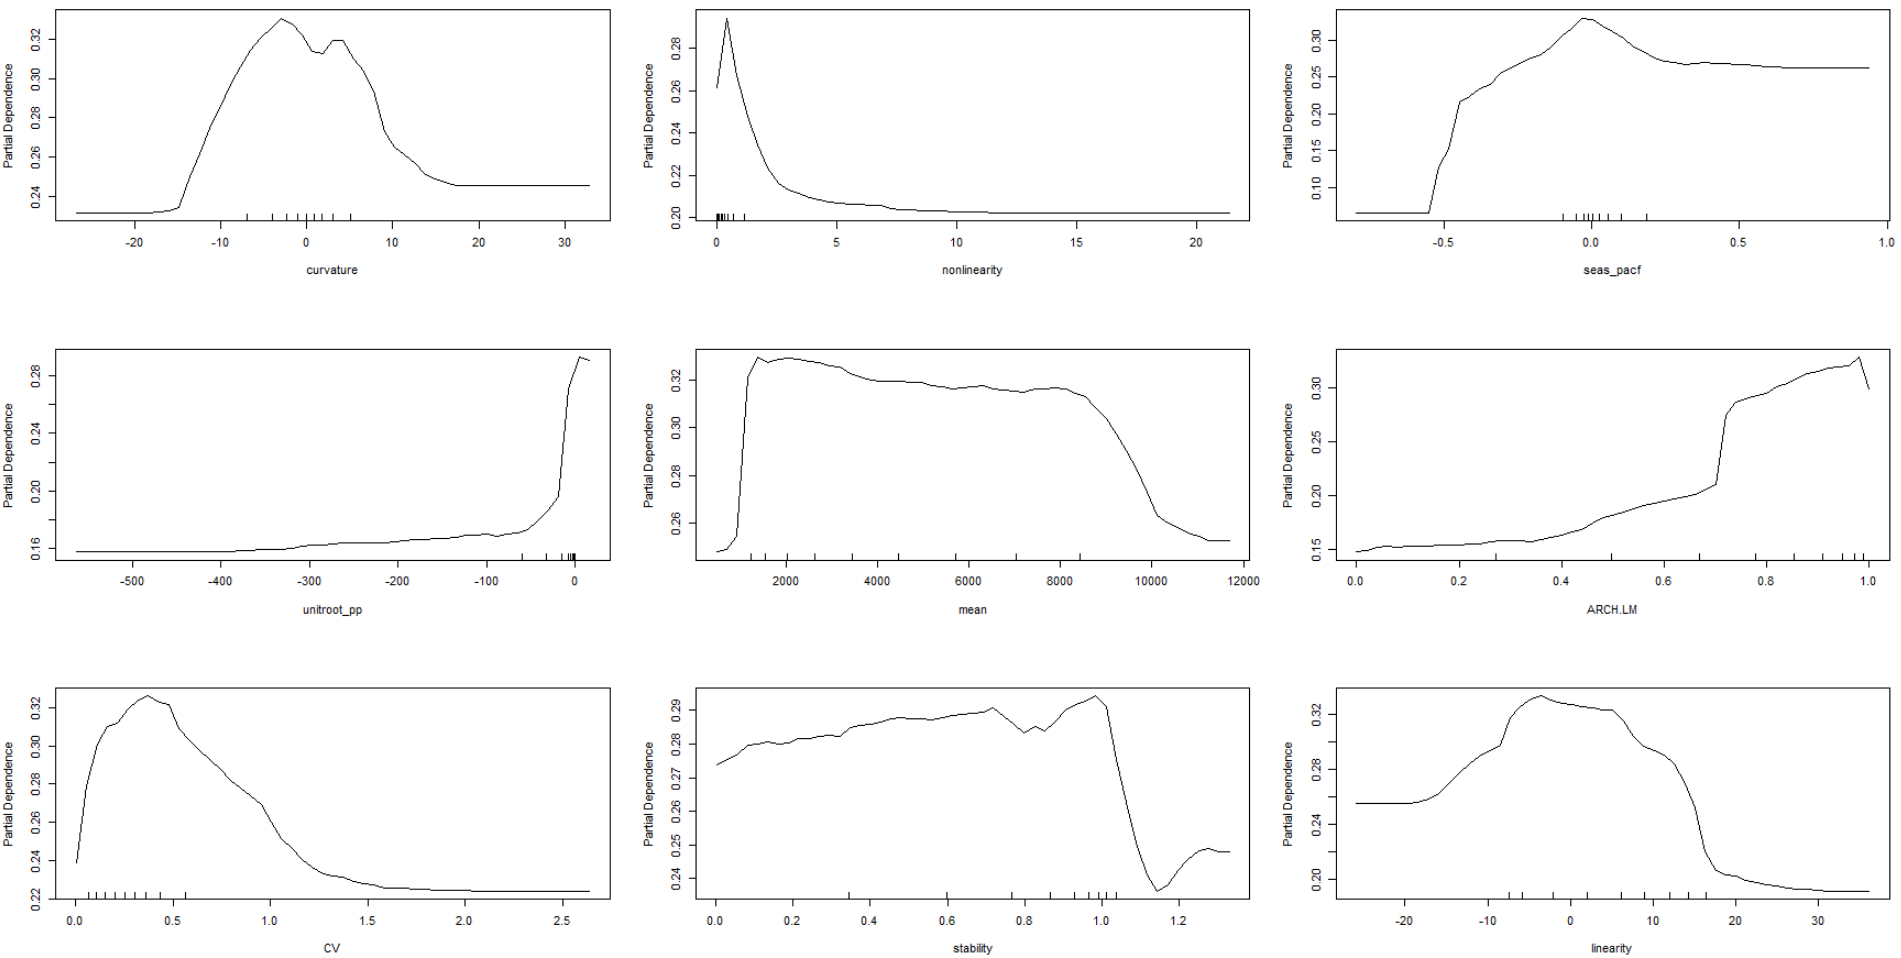 Partial Dependence
0.24 0.26 0.28 0.30 0.32
-20 -10 0 10 20 30
curvature
Partial Dependence
0.20 0.22 0.24 0.26 0.28
0 5 10 15 20
nonlinearity
Partial Dependence
0.10 0.15 0.20 0.25 0.30
-0.5 0.0 0.5 1.0
seas_pacf
Partial Dependence
0.16 0.20 0.24 0.28
-500 -400 -300 -200 -100 0
unitroot_pp
Partial Dependence
0.26 0.28 0.30 0.32
2000 4000 6000 8000 10000 12000
mean
Partial Dependence
0.15 0.20 0.25 0.30
0.0 0.2 0.4 0.6 0.8 1.0
ARCH.LM
Partial Dependence
0.22 0.24 0.26 0.28 0.30 0.32
0.0 0.5 1.0 1.5 2.0 2.5
CV
Partial Dependence
0.24 0.25 0.26 0.27 0.28 0.29
0.0 0.2 0.4 0.6 0.8 1.0 1.2
stability
Partial Dependence
0.20 0.24 0.28 0.32
-20 -10 0 10 20 30
linearity